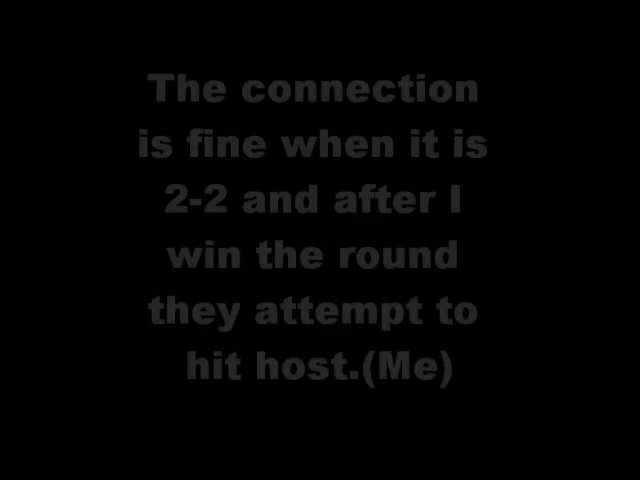 The connection
is fine when it is
2-2 and after I
win the round
they attempt to
hit host.(Me)